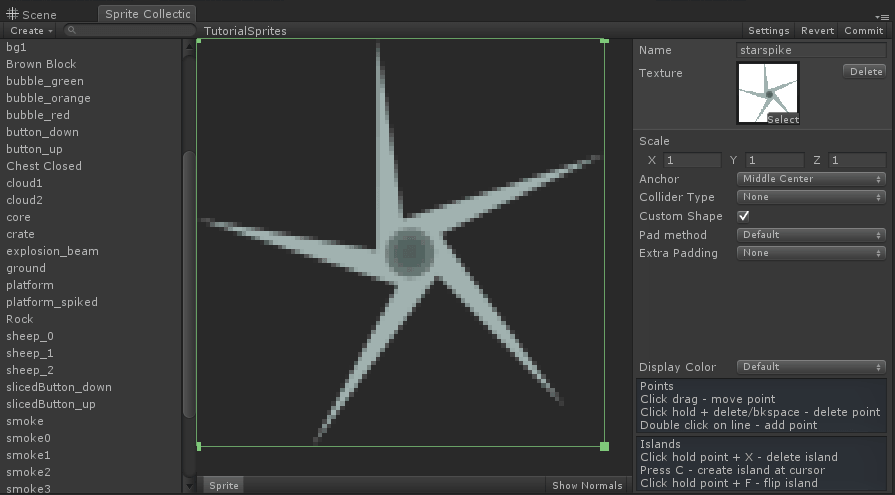 Scene
Sprite Collectic
Create
TutorialSprites
Settings
Revert
Commit
bg1
Brown Block
bubble_green
bubble_orange
bubble_red
button_down
button_up
Chest Closed
cloud1
cloud2
core
crate
explosion_beam
ground
platform
platform_spiked
Rock
sheep_0
sheep_1
sheep_2
slicedButton_down
slicedButton_up
smoke
smoke0
smoke1
smoke2
smoke3
Sprite
Show Normals
Name starspike
Texture
Delete
Select
Scale
X 1 Y 1 Z 1
Anchor Middle Center
Collider Type None
Custom Shape
Pad method Default
Extra Padding None
Display Color Default
Points
Click drag - move point
Click hold + delete/bkspace - delete point
Double click on line - add point
Islands
Click hold point + X - delete island
Press C - create island at cursor
Click hold point + F - flip island